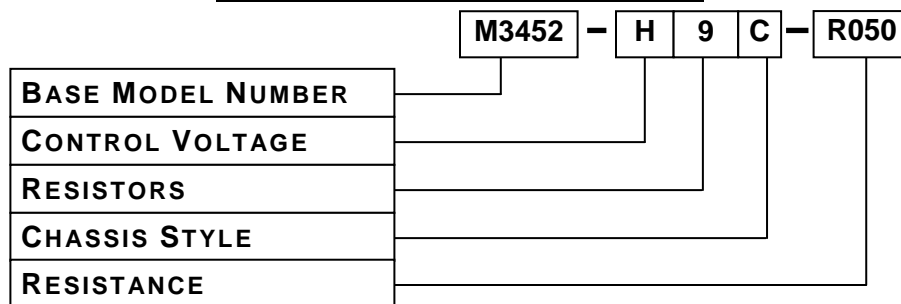 M3452 – H 9 C – R050
BASE MODEL NUMBER
CONTROL VOLTAGE
RESISTORS
CHASSIS STYLE
RESISTANCE